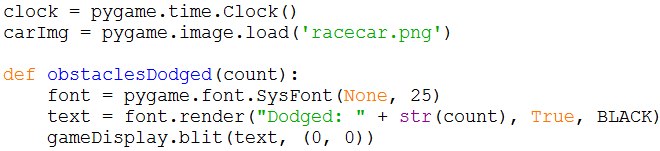 clock = pygame.time.Clock()
carImg = pygame.image.load('racecar.png')
def obstaclesDodged(count):
    font = pygame.font.SysFont(None, 25)
    text = font.render("Dodged: " + str(count), True, BLACK)
    gameDisplay.blit(text, (0, 0))